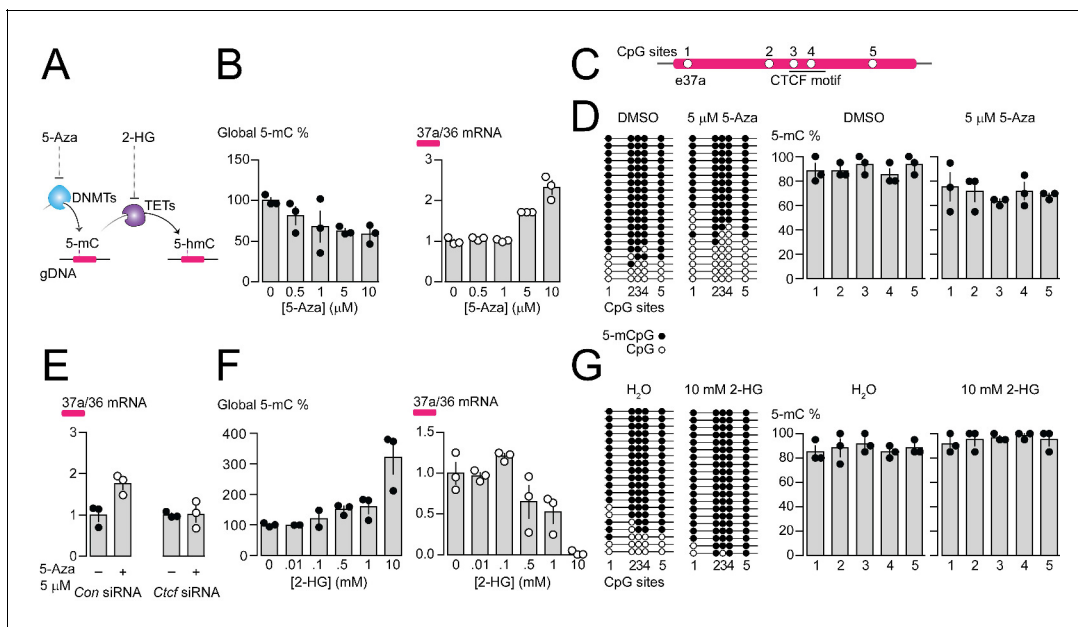 A
5-Aza
2-HG
DNMTs
TETs
5-mC
5-hmC
gDNA
B
Global 5-mC %
150
100
50
0
0 0.5 1 5 10
[5-Aza] (μM)
37a/36 mRNA
3
2
1
0
0 0.5 1 5 10
[5-Aza] (μM)
C
CpG sites 1 2 3 4 5
e37a
CTCF motif
D
DMSO
5 μM 5-Aza
1 234 5
1 234 5
CpG sites
5-mCpG
CpG
5-mC %
DMSO
5 μM 5-Aza
100
80
60
40
20
0
1 2 3 4 5
1 2 3 4 5
E
37a/36 mRNA
3
2
1
0
5-Aza
5 μM
– + – +
Con siRNA
Ctcf siRNA
F
Global 5-mC %
400
300
200
100
0
0 .01 .1 .5 1 10
[2-HG] (mM)
37a/36 mRNA
1.5
1.0
0.5
0.0
0 .01 .1 .5 1 10
[2-HG] (mM)
G
H2O
10 mM 2-HG
1 234 5
1 234 5
CpG sites
5-mC %
H2O
10 mM 2-HG
100
80
60
40
20
0
1 2 3 4 5
1 2 3 4 5